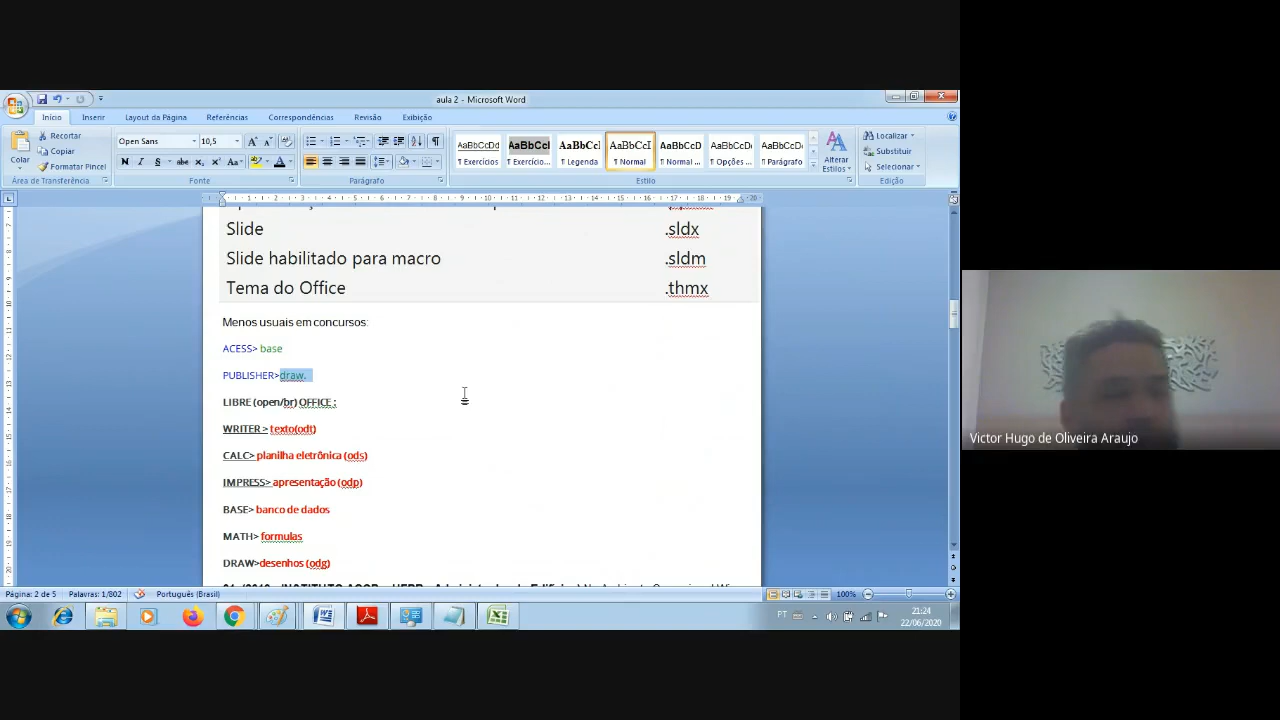 aula 2 - Microsoft Word
Início Inserir Layout da Página Referências Correspondências Revisão Exibição
Colar
Recortar
Copiar
Formatar Pincel
Área de Transferência
Open Sans 10,5
Fonte
Parágrafo
AaBbCcDd AaBbCcI AaBbCcI AaBbCcI AaBbCcD AaBbCcDc AaBbCcDc
¶ Exercícios ¶ Exercício... ¶ Legenda ¶ Normal ¶ Normal ... ¶ Opções ... ¶ Parágrafo
Alterar Estilos
Estilo
Localizar
Substituir
Selecionar
Edição
Slide .sldx
Slide habilitado para macro .sldm
Tema do Office .thmx
Menos usuais em concursos:
ACESS> base
PUBLISHER>draw.
LIBRE (open/br) OFFICE :
WRITER > texto(odt)
CALC> planilha eletrônica (ods)
IMPRESS> apresentação (odp)
BASE> banco de dados
MATH> formulas
DRAW>desenhos (odg)
Página: 2 de 5 Palavras: 1/802 Português (Brasil) 100%
PT 21:24
22/06/2020
Victor Hugo de Oliveira Araujo